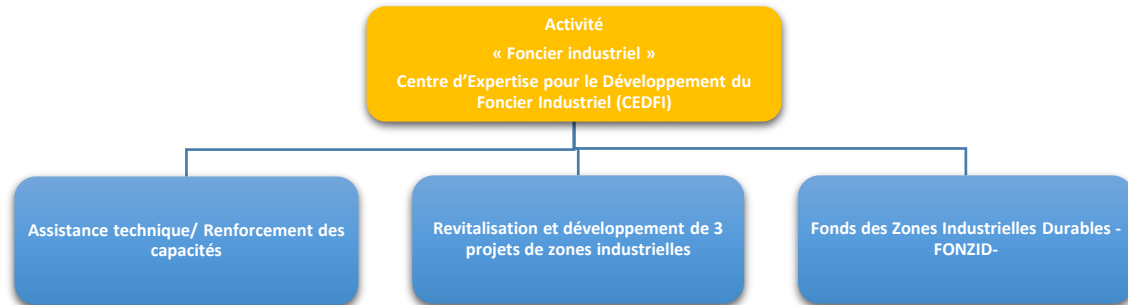 Activité
« Foncier industriel »
Centre d’Expertise pour le Développement du
Foncier Industriel (CEDFI)
Assistance technique/ Renforcement des
capacités
Revitalisation et développement de 3
projets de zones industrielles
Fonds des Zones Industrielles Durables -
FONZID-